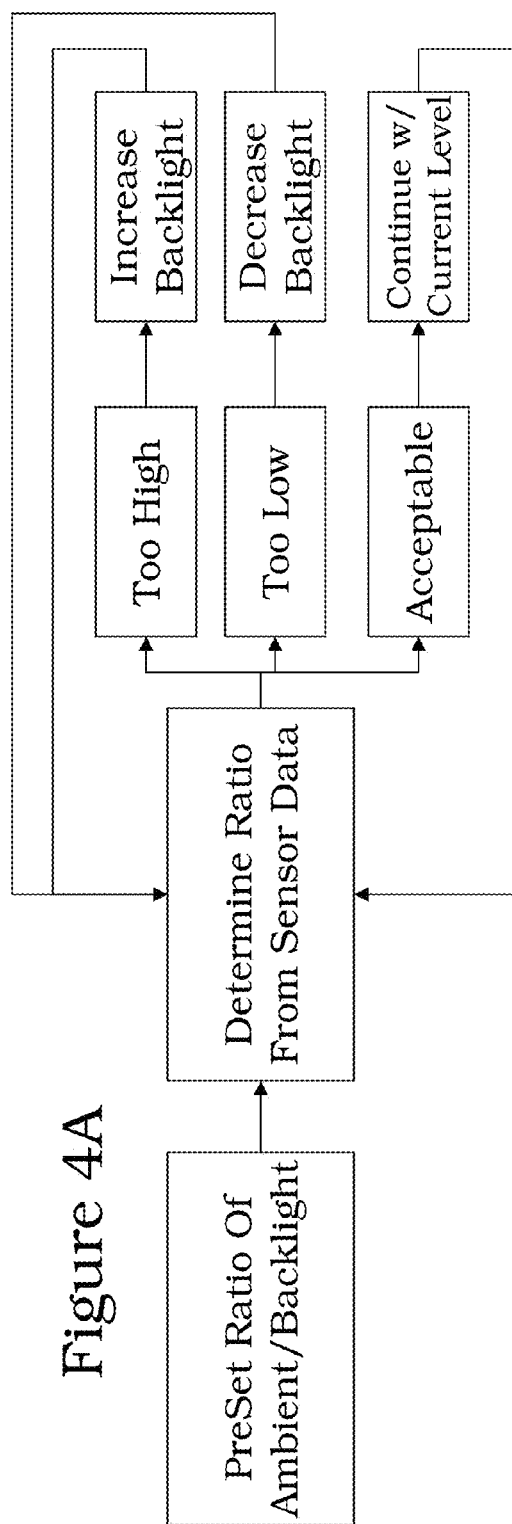 Figure 4A
PreSet Ratio Of
Ambient/Backlight
Determine Ratio
From Sensor Data
Too High
Increase
Backlight
Too Low
Decrease
Backlight
Acceptable
Continue w/
Current Level